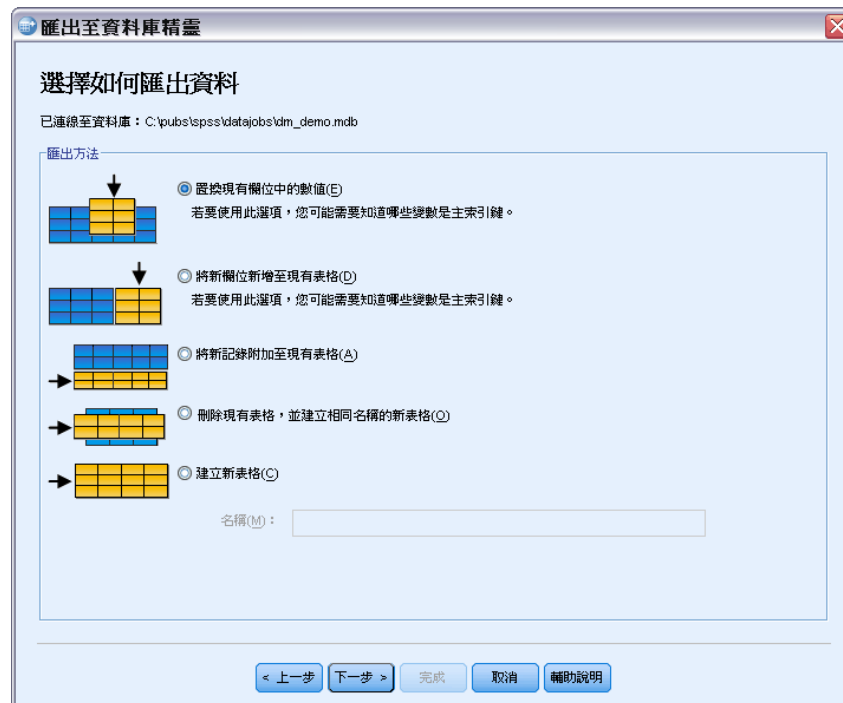 匯出至資料庫精靈
選擇如何匯出資料
已連線至資料庫：C:\pubs\spss\datajobs\dm_demo.mdb
匯出方法
置換現有欄位中的數值(E)
若要使用此選項，您可能需要知道哪些變數是主索引鍵。
將新欄位新增至現有表格(D)
若要使用此選項，您可能需要知道哪些變數是主索引鍵。
將新記錄附加至現有表格(A)
刪除現有表格，並建立相同名稱的新表格(O)
建立新表格(C)
名稱(M)：
< 上一步 下一步 > 完成 取消 輔助說明